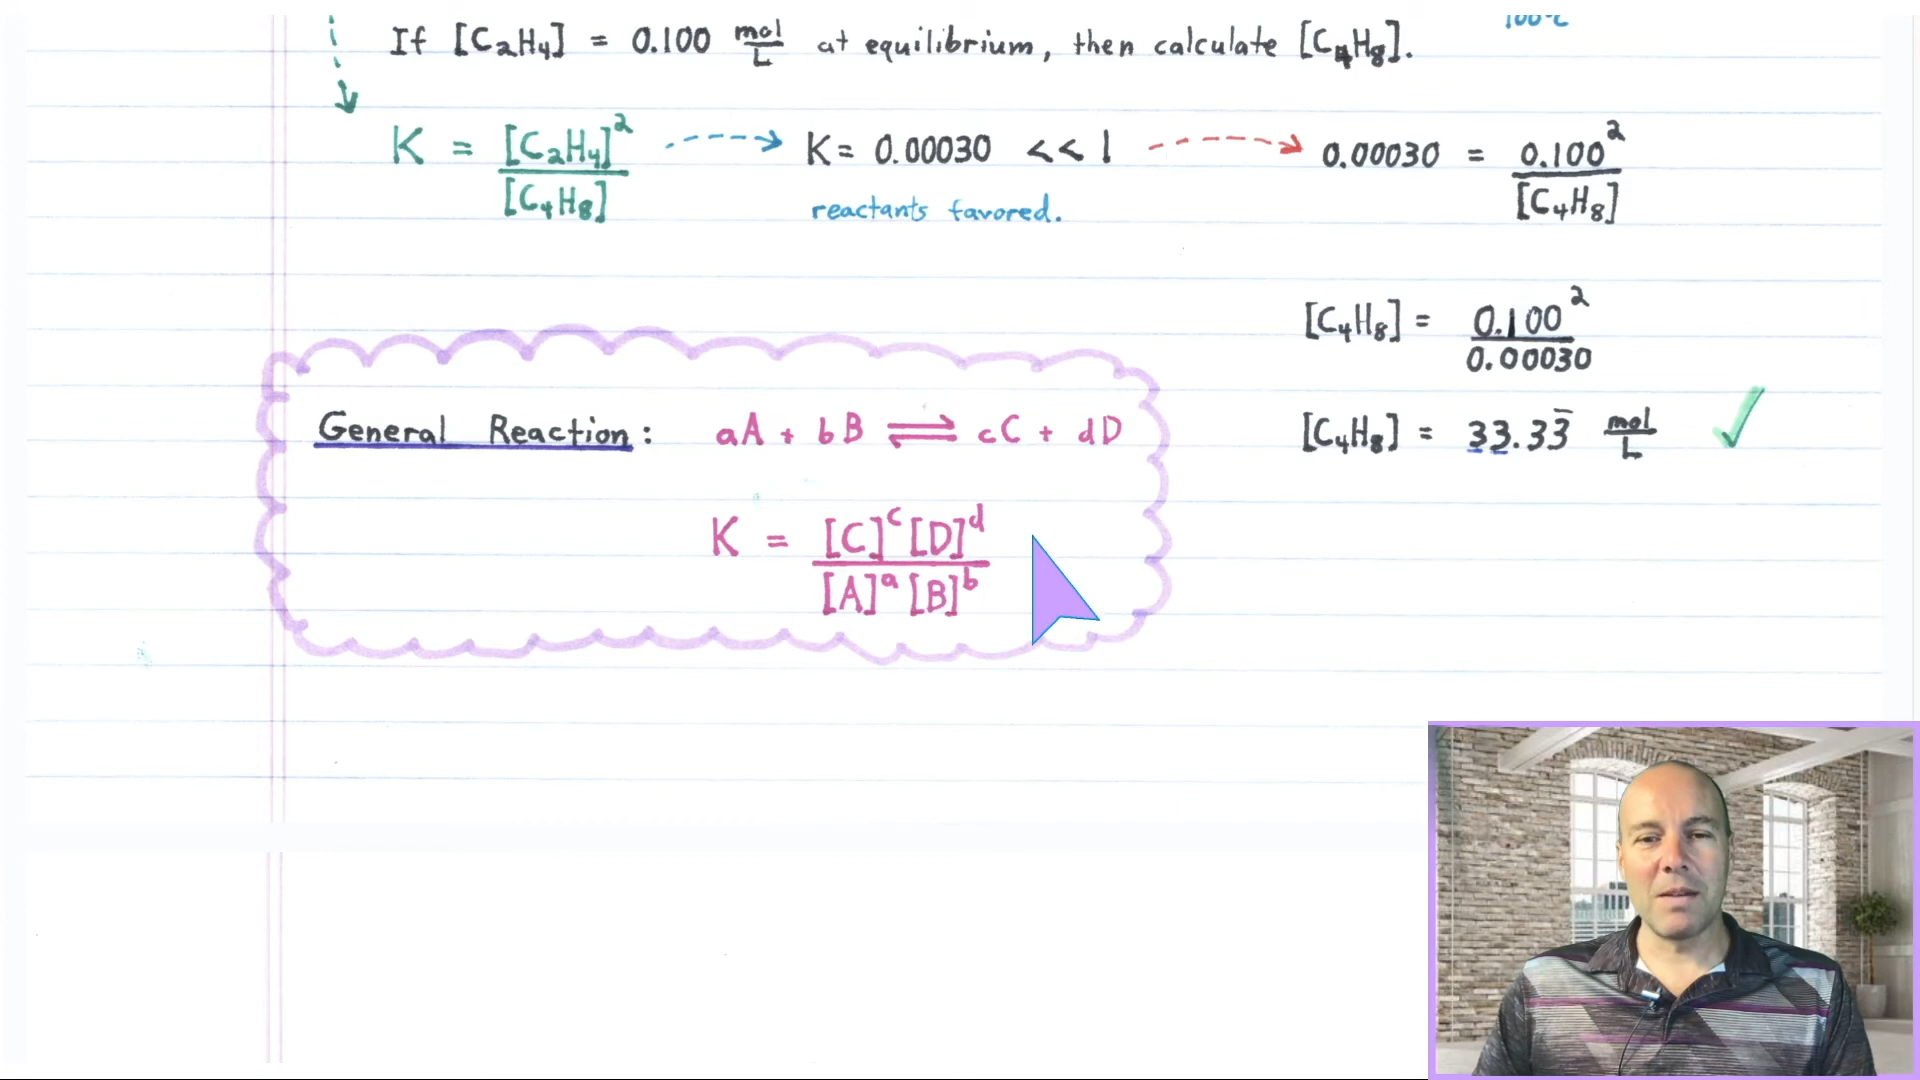 100°C
If [C₂H₄] = 0.100 mol/L at equilibrium, then calculate [C₄H₈].
K = [C₂H₄]² / [C₄H₈]
K = 0.00030 << 1
reactants favored.
0.00030 = 0.100² / [C₄H₈]
[C₄H₈] = 0.100² / 0.00030
[C₄H₈] = 33.33̅ mol/L ✓
General Reaction: aA + bB ⇌ cC + dD
K = [C]ᶜ[D]ᵈ / [A]ᵃ[B]ᵇ